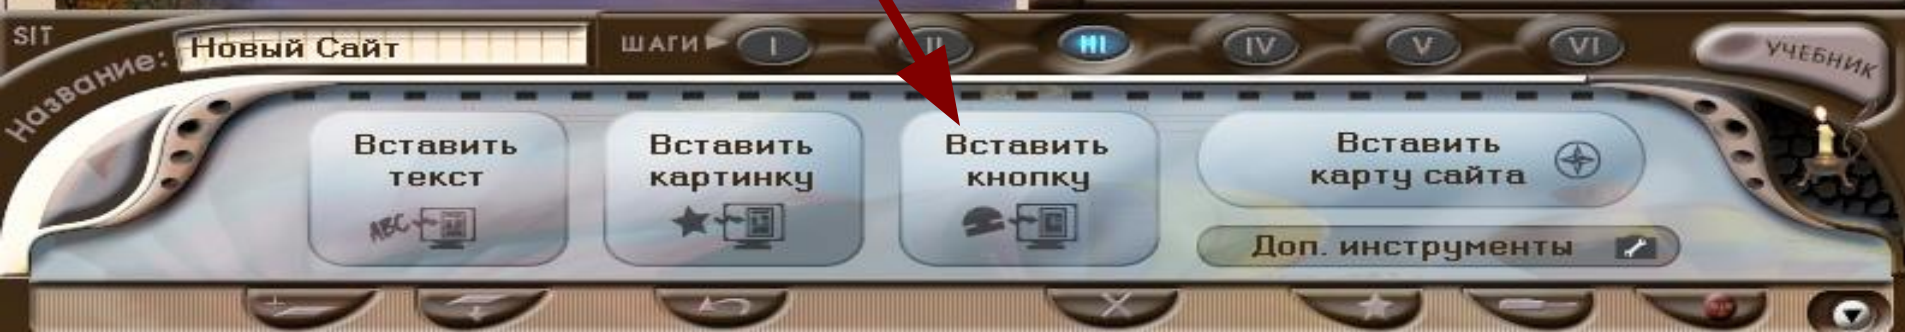 SIT
Название:
Новый Сайт
ШАГИ
I
II
III
IV
V
VI
УЧЕБНИК
Вставить
текст
ABC
Вставить
картинку
Вставить
кнопку
Вставить
карту сайта
Доп. инструменты